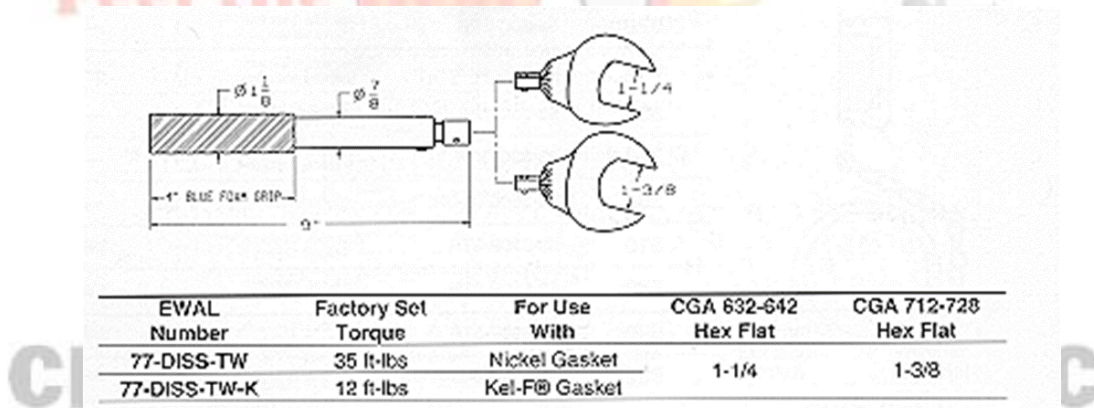 Ø 1 1/8
Ø 7/8
1-1/4
1-3/8
4" BLUE FOAM GRIP
9"
EWAL Number
Factory Set Torque
For Use With
CGA 632-642 Hex Flat
CGA 712-728 Hex Flat
77-DISS-TW 35 ft-lbs Nickel Gasket 1-1/4 1-3/8
77-DISS-TW-K 12 ft-lbs Kel-F® Gasket